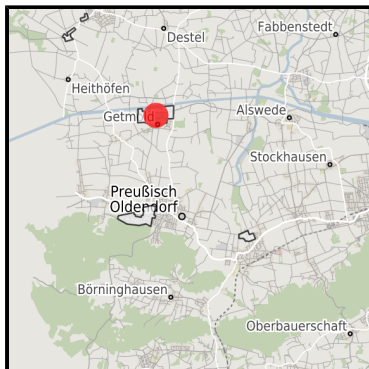 Fabbenstedt
Destel
Heithöfen
Alswede
Stockhausen
Preußisch
Oldendorf
Börninghausen
Oberbauerschaft